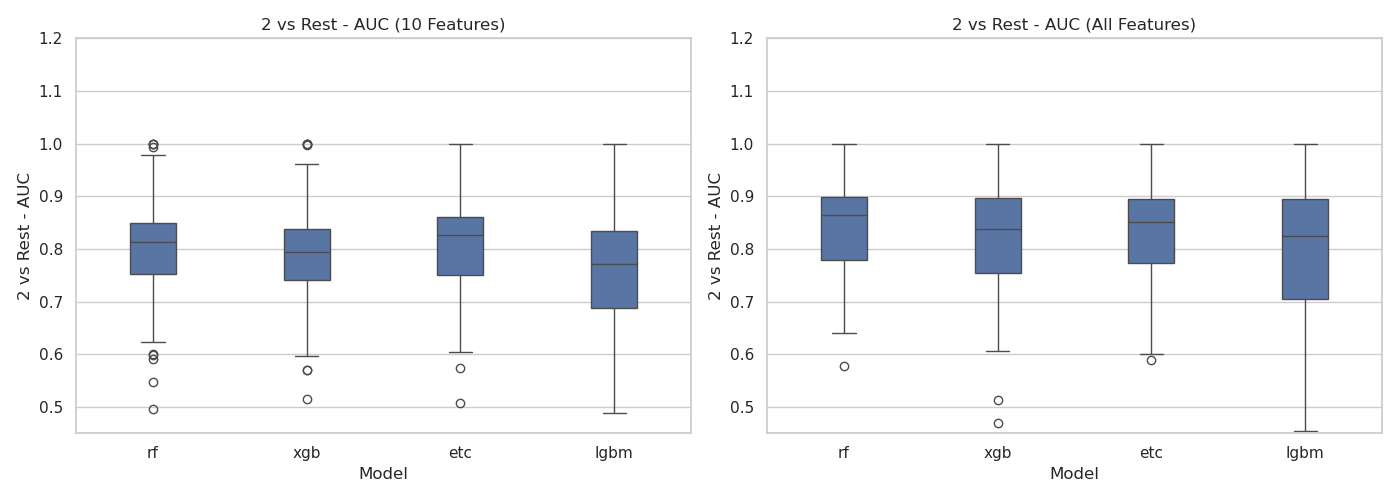 2 vs Rest - AUC (10 Features)
1.2
1.1
1.0
0.9
0.8
0.7
0.6
0.5
2 vs Rest - AUC
rf xgb etc lgbm
Model
2 vs Rest - AUC (All Features)
1.2
1.1
1.0
0.9
0.8
0.7
0.6
0.5
2 vs Rest - AUC
rf xgb etc lgbm
Model